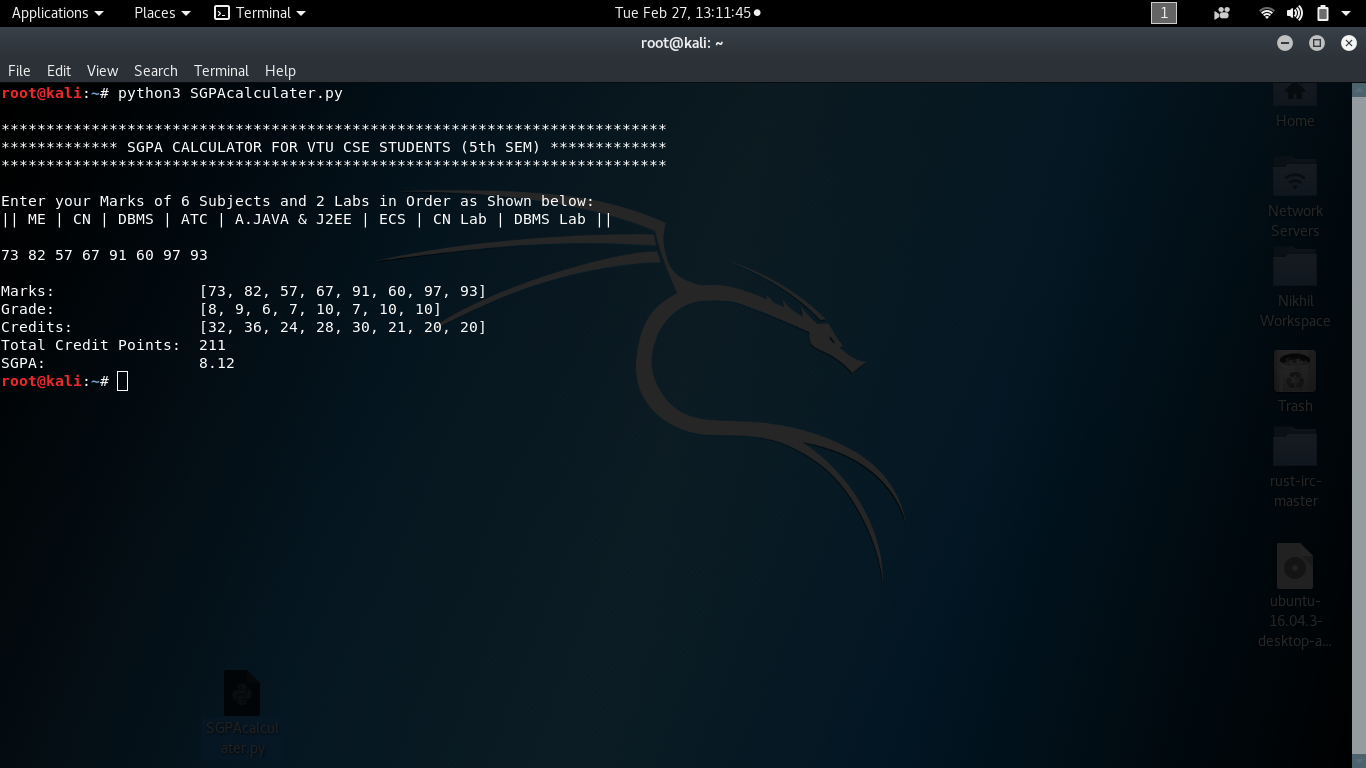 Applications Places Terminal Tue Feb 27, 13:11:45 1
root@kali: ~
File Edit View Search Terminal Help
root@kali:~# python3 SGPAcalculater.py
**************************************************************************
************* SGPA CALCULATOR FOR VTU CSE STUDENTS (5th SEM) *************
**************************************************************************
Enter your Marks of 6 Subjects and 2 Labs in Order as Shown below:
|| ME | CN | DBMS | ATC | A.JAVA & J2EE | ECS | CN Lab | DBMS Lab ||
73 82 57 67 91 60 97 93
Marks: [73, 82, 57, 67, 91, 60, 97, 93]
Grade: [8, 9, 6, 7, 10, 7, 10, 10]
Credits: [32, 36, 24, 28, 30, 21, 20, 20]
Total Credit Points: 211
SGPA: 8.12
root@kali:~#
Home
Network
Servers
Nikhil
Workspace
Trash
rust-irc-
master
ubuntu-
16.04.3-
desktop-a...
SGPAcalcul
ater.py